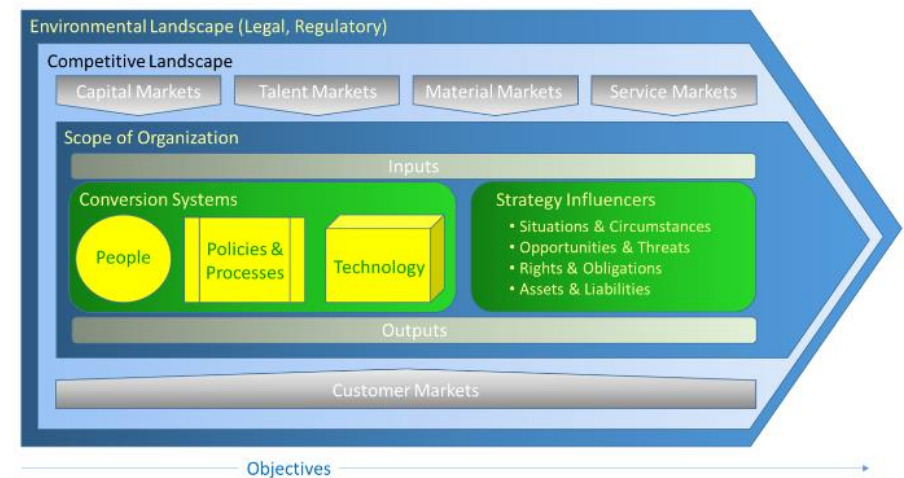 Environmental Landscape (Legal, Regulatory)
Competitive Landscape
Capital Markets
Talent Markets
Material Markets
Service Markets
Scope of Organization
Inputs
Conversion Systems
People
Policies &
Processes
Technology
Strategy Influencers
• Situations & Circumstances
• Opportunities & Threats
• Rights & Obligations
• Assets & Liabilities
Outputs
Customer Markets
Objectives